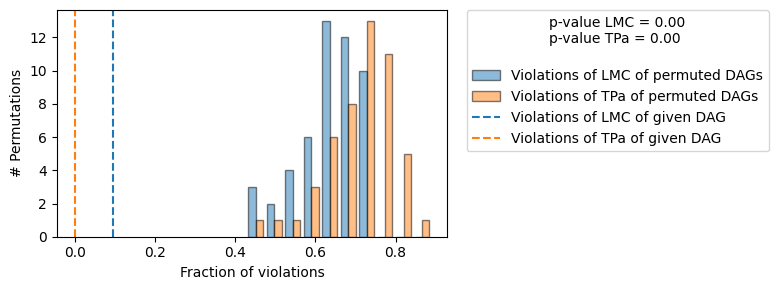 12
10
8
6
4
2
0
# Permutations
0.0 0.2 0.4 0.6 0.8
Fraction of violations
p-value LMC = 0.00
p-value TPa = 0.00
Violations of LMC of permuted DAGs
Violations of TPa of permuted DAGs
Violations of LMC of given DAG
Violations of TPa of given DAG